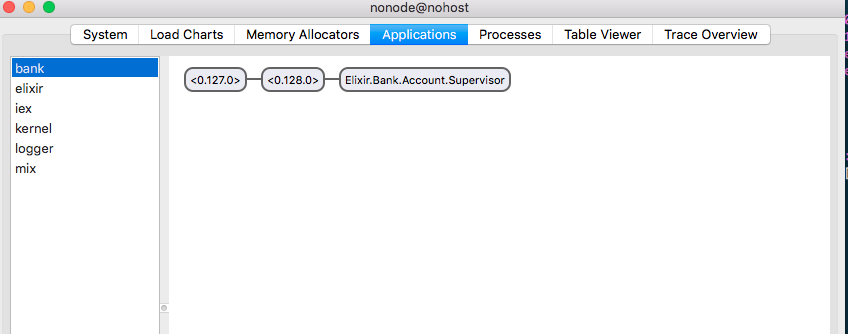 nonode@nohost
System Load Charts Memory Allocators Applications Processes Table Viewer Trace Overview
bank
<0.127.0> <0.128.0> Elixir.Bank.Account.Supervisor
elixir
iex
kernel
logger
mix